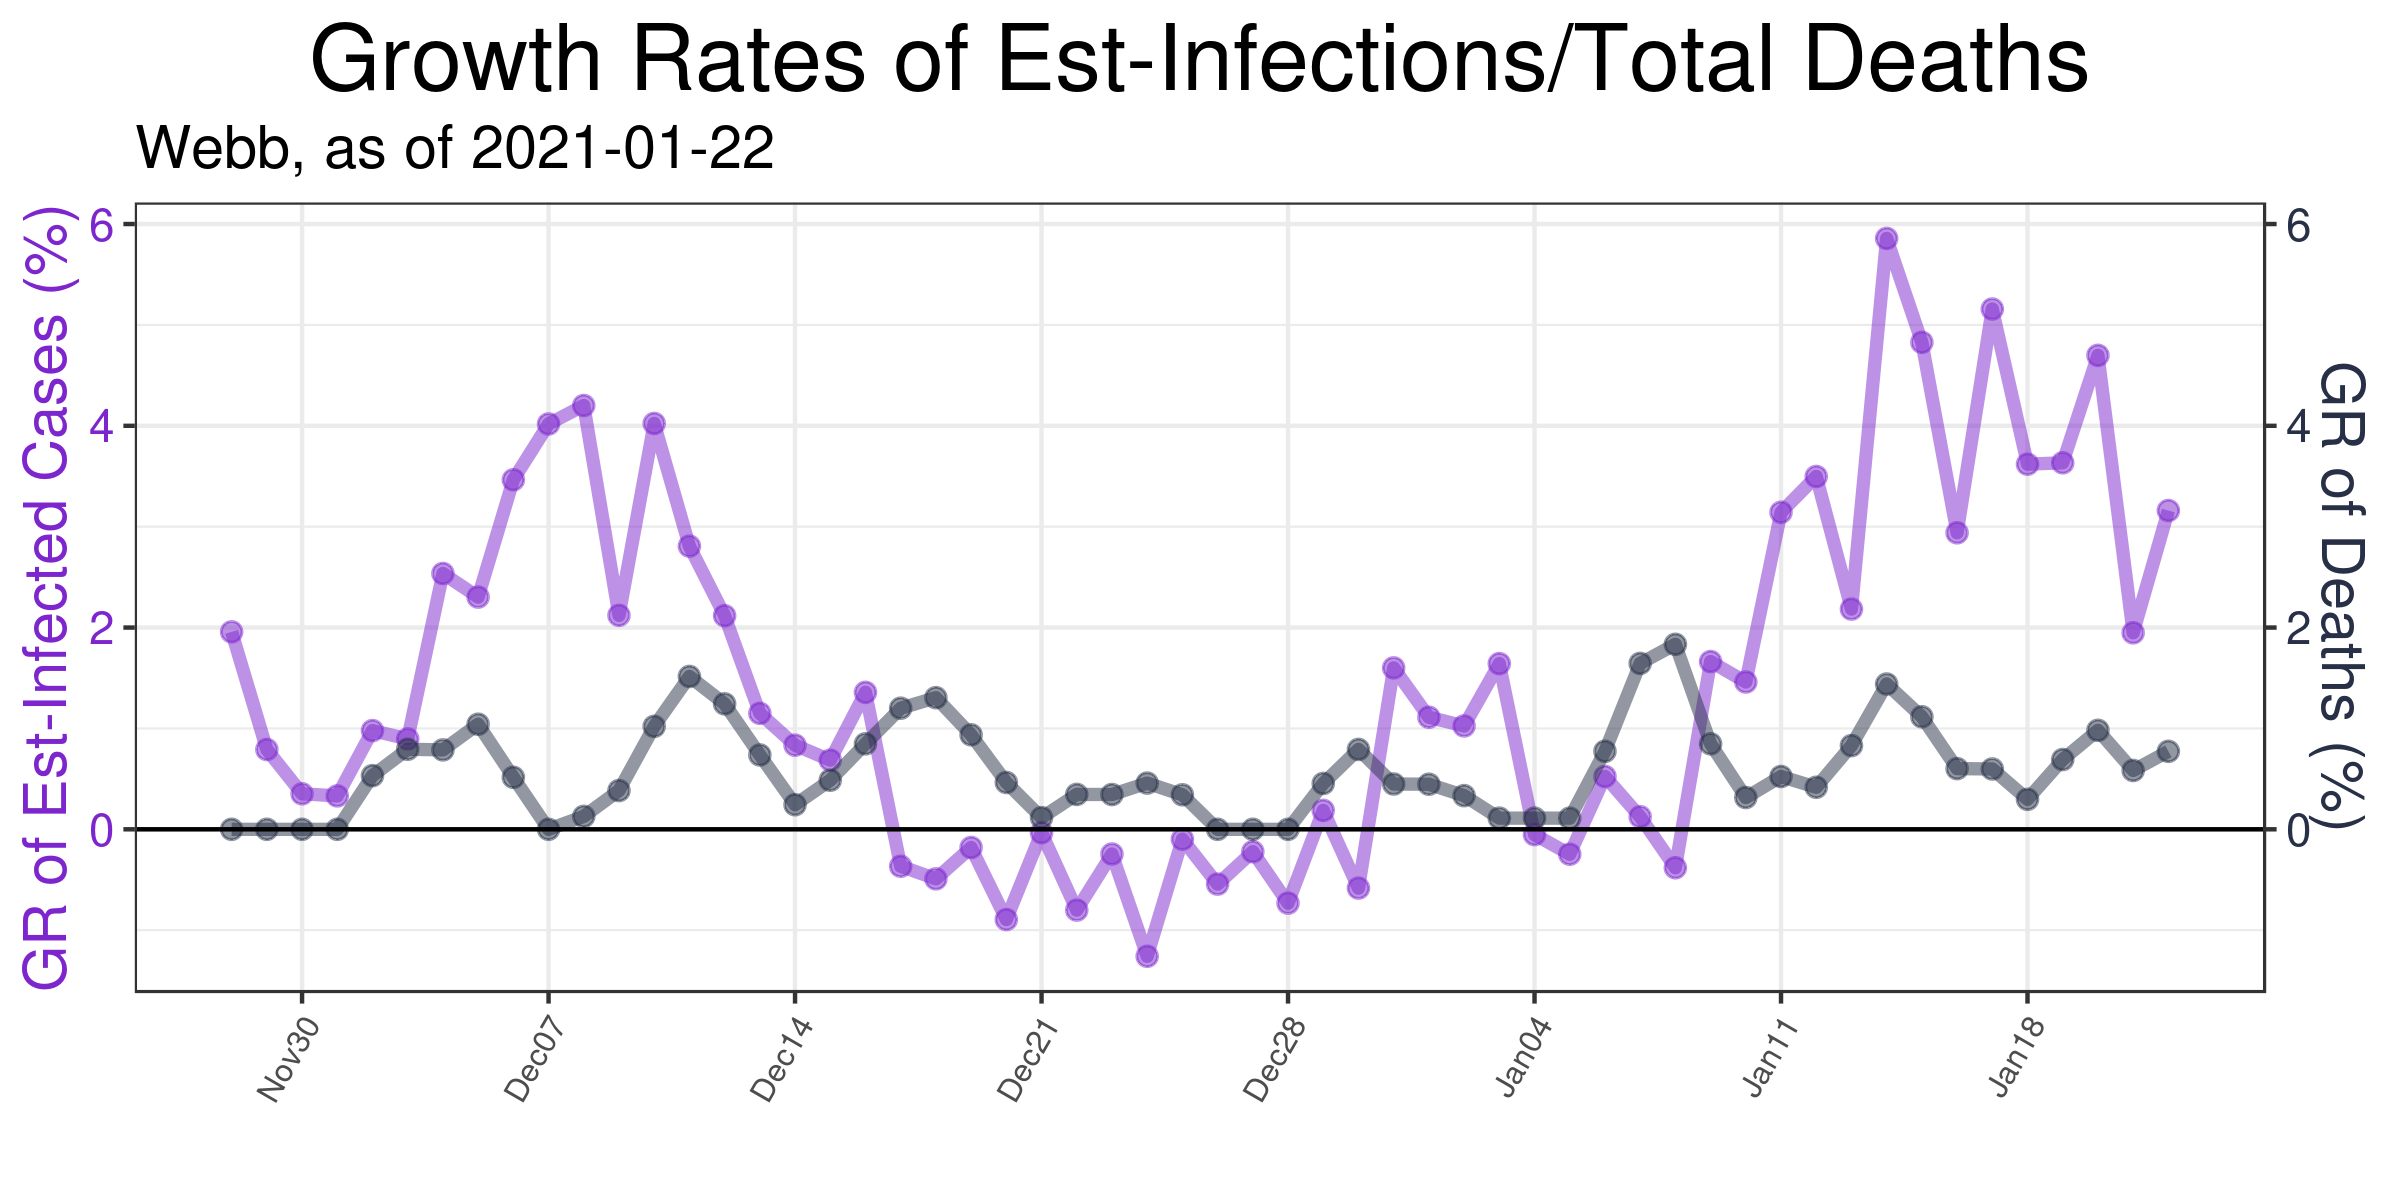 Growth Rates of Est-Infections/Total Deaths
Webb, as of 2021-01-22
GR of Est-Infected Cases (%)
6
4
2
0
6
4
2
0
GR of Deaths (%)
Nov30
Dec07
Dec14
Dec21
Dec28
Jan04
Jan11
Jan18